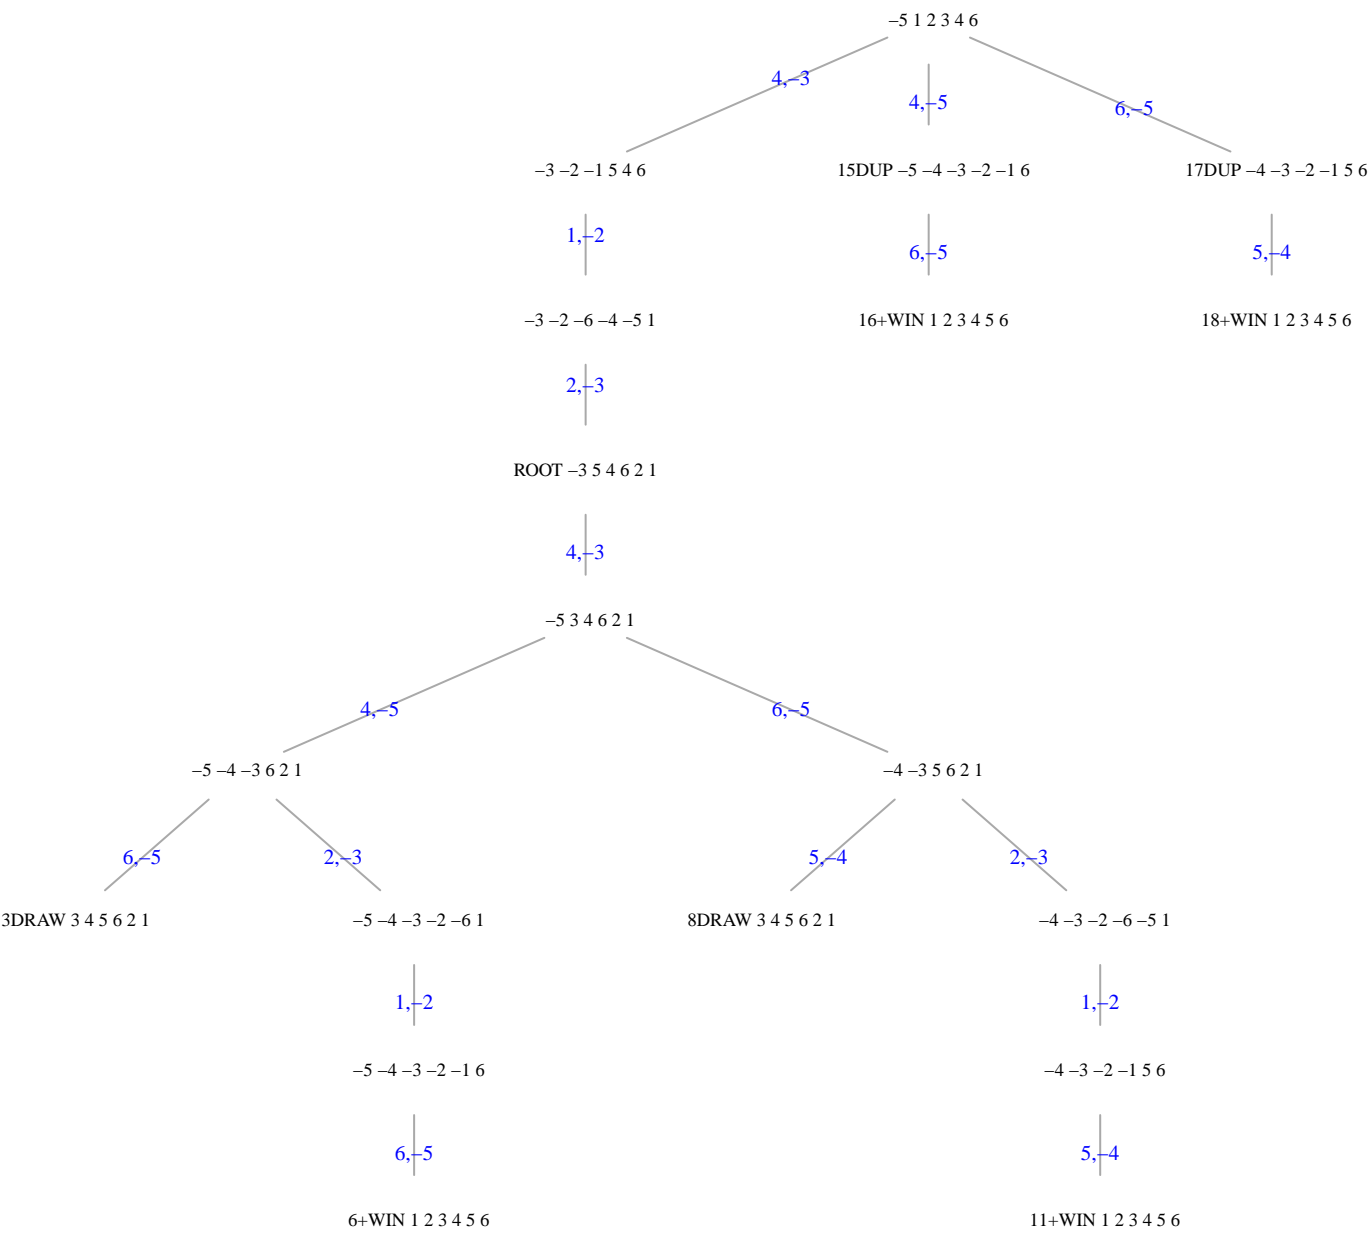 –5 1 2 3 4 6
4,–3
4,–5
6,–5
–3 –2 –1 5 4 6
15DUP –5 –4 –3 –2 –1 6
17DUP –4 –3 –2 –1 5 6
1,–2
6,–5
5,–4
–3 –2 –6 –4 –5 1
16+WIN 1 2 3 4 5 6
18+WIN 1 2 3 4 5 6
2,–3
ROOT –3 5 4 6 2 1
4,–3
–5 3 4 6 2 1
4,–5
6,–5
–5 –4 –3 6 2 1
–4 –3 5 6 2 1
6,–5
2,–3
5,–4
2,–3
3DRAW 3 4 5 6 2 1
–5 –4 –3 –2 –6 1
8DRAW 3 4 5 6 2 1
–4 –3 –2 –6 –5 1
1,–2
1,–2
–5 –4 –3 –2 –1 6
–4 –3 –2 –1 5 6
6,–5
5,–4
6+WIN 1 2 3 4 5 6
11+WIN 1 2 3 4 5 6